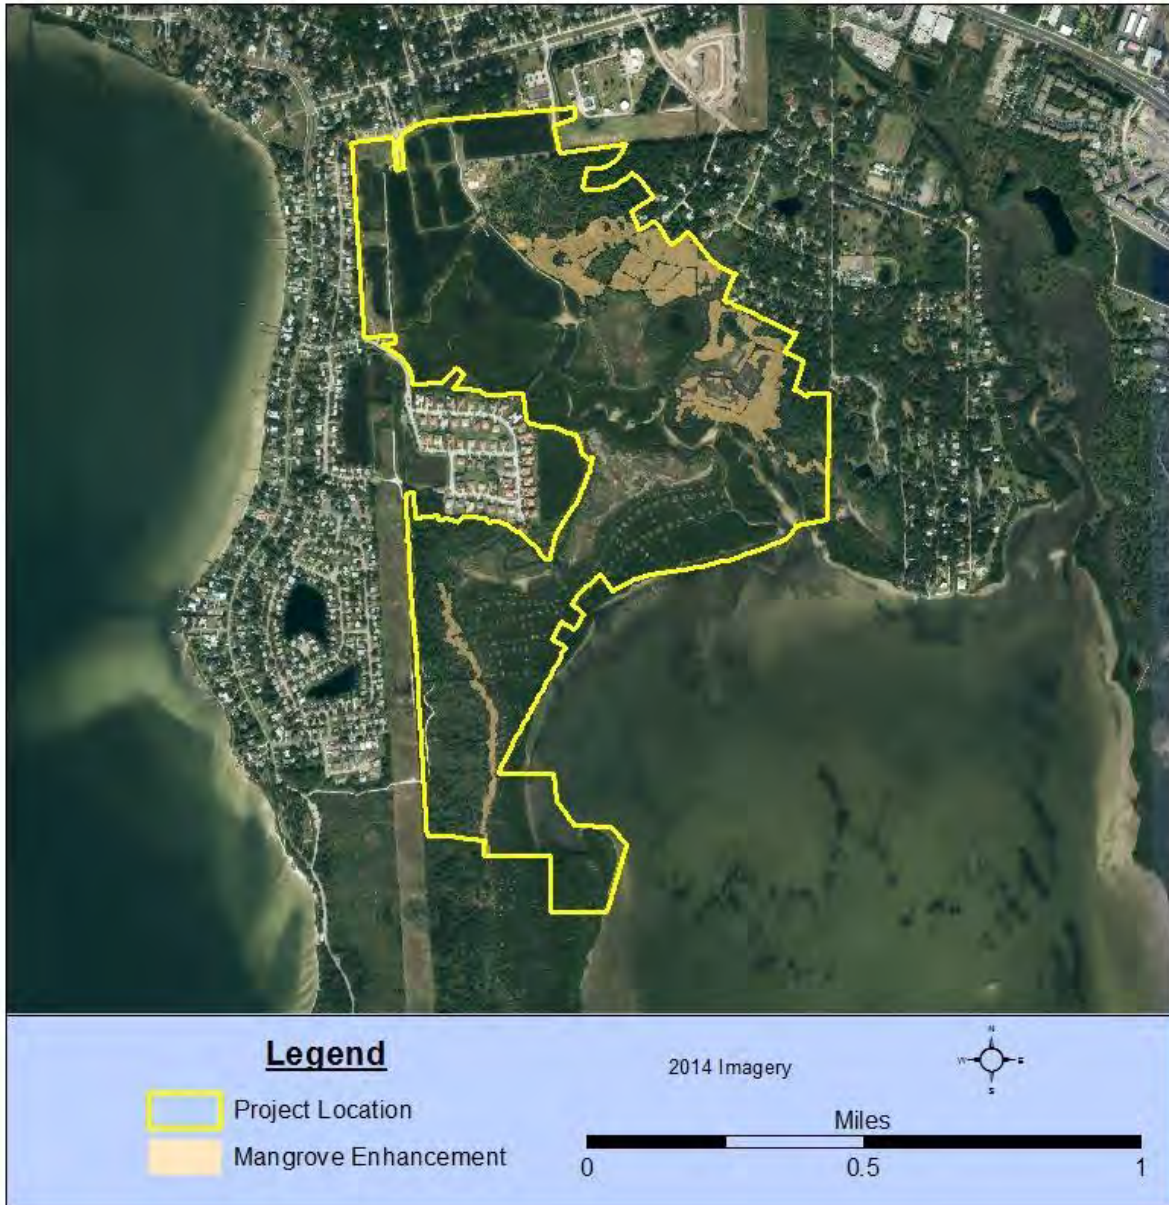 Legend
2014 Imagery
N
W E
S
Project Location
Miles
Mangrove Enhancement
0 0.5 1